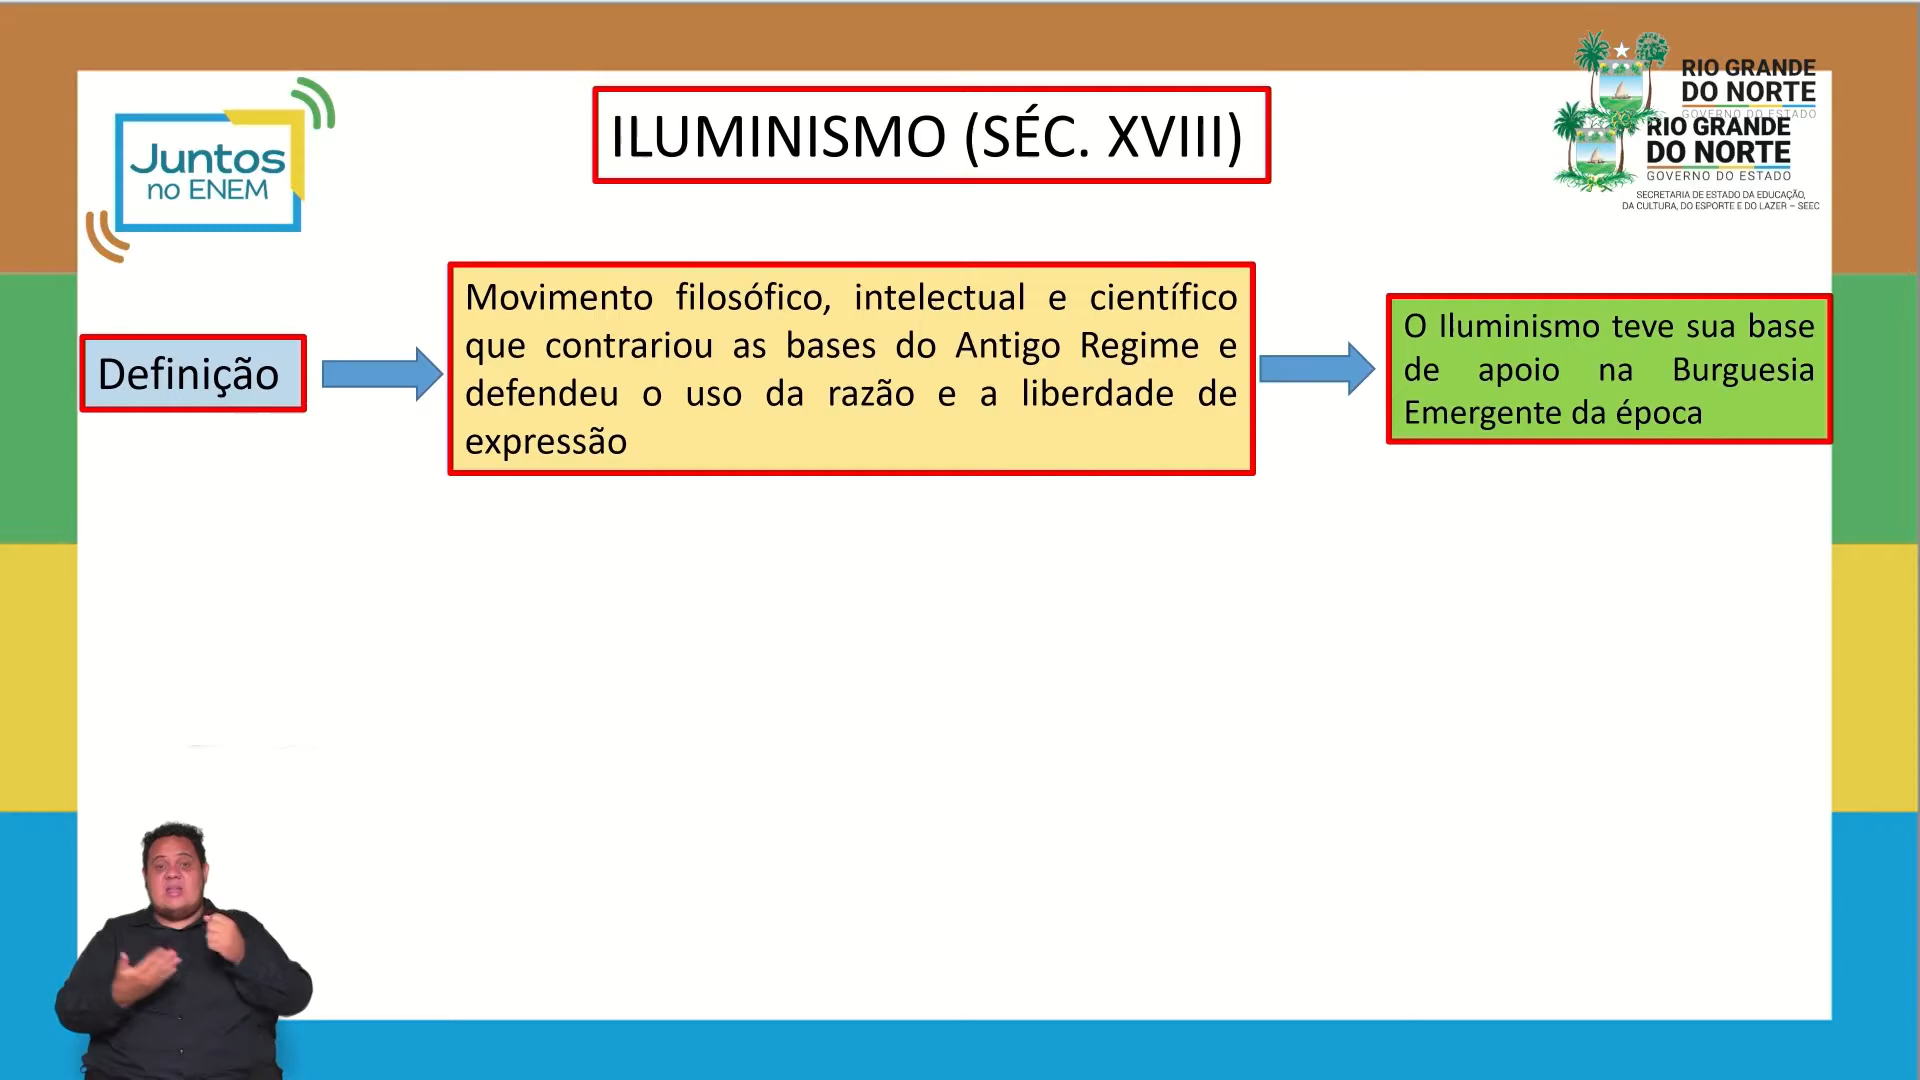 Juntos
no ENEM
ILUMINISMO (SÉC. XVIII)
RIO GRANDE
DO NORTE
GOVERNO DO ESTADO
RIO GRANDE
DO NORTE
GOVERNO DO ESTADO
SECRETARIA DE ESTADO DA EDUCAÇÃO,
DA CULTURA, DO ESPORTE E DO LAZER – SEEC
Definição
Movimento filosófico, intelectual e científico
que contrariou as bases do Antigo Regime e
defendeu o uso da razão e a liberdade de
expressão
O Iluminismo teve sua base
de apoio na Burguesia
Emergente da época